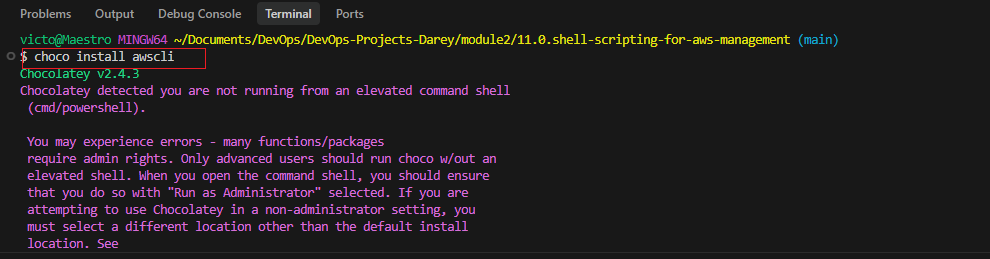 Problems Output Debug Console Terminal Ports
victo@Maestro MINGW64 ~/Documents/DevOps/DevOps-Projects-Darey/module2/11.0.shell-scripting-for-aws-management (main)
$ choco install awscli
Chocolatey v2.4.3
Chocolatey detected you are not running from an elevated command shell
(cmd/powershell).
You may experience errors - many functions/packages
require admin rights. Only advanced users should run choco w/out an
elevated shell. When you open the command shell, you should ensure
that you do so with "Run as Administrator" selected. If you are
attempting to use Chocolatey in a non-administrator setting, you
must select a different location other than the default install
location. See